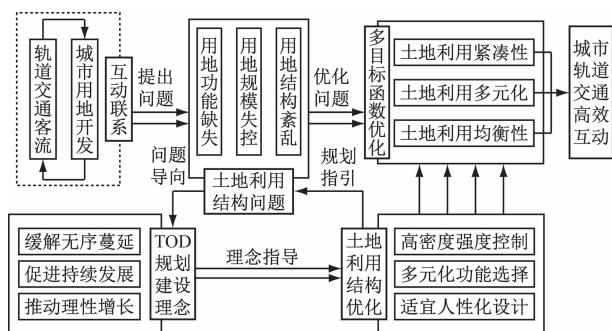 轨道交通客流
城市用地开发
互动联系
提出
问题
用地功能缺失
用地规模失控
用地结构紊乱
优化
问题
多目标函数优化
土地利用紧凑性
土地利用多元化
土地利用均衡性
城市
轨道
交通
高效
互动
问题
导向
土地利用
结构问题
规划
指引
缓解无序蔓延
促进持续发展
推动理性增长
TOD
规划
建设
理念
理念指导
土地
利用
结构
优化
高密度强度控制
多元化功能选择
适宜人性化设计